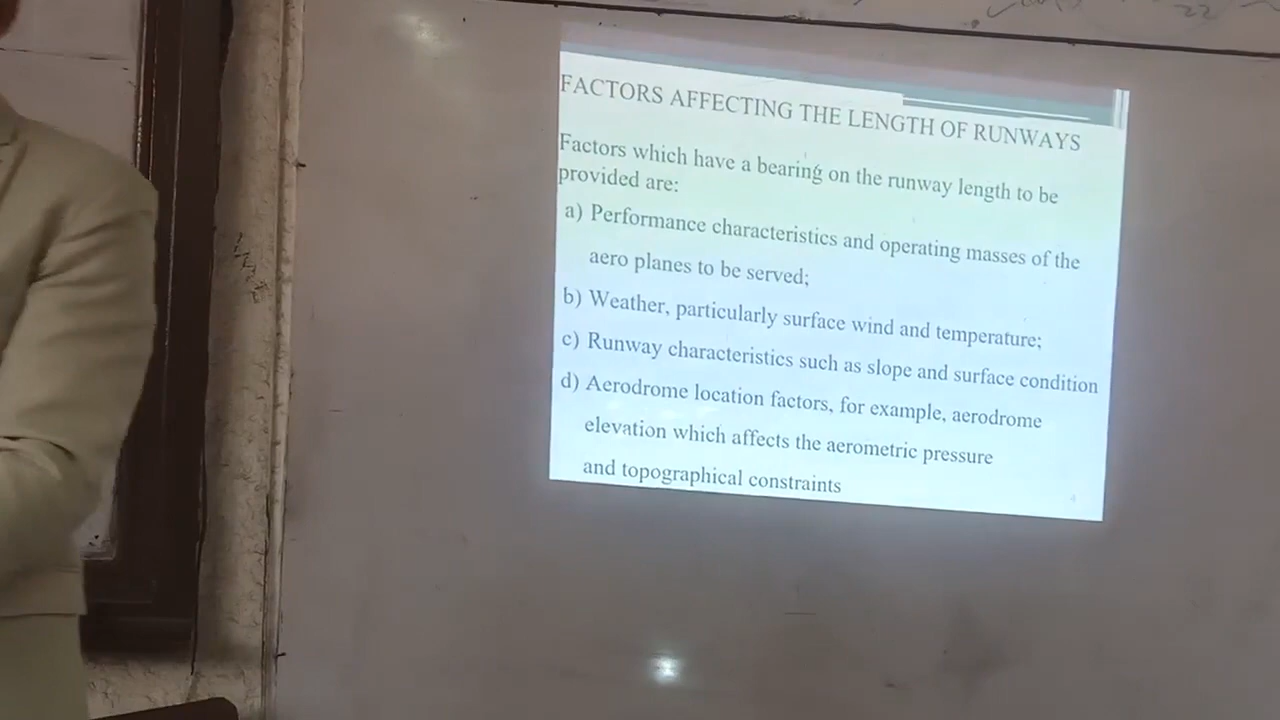 22
FACTORS AFFECTING THE LENGTH OF RUNWAYS
Factors which have a bearing on the runway length to be
provided are:
a) Performance characteristics and operating masses of the
aero planes to be served;
b) Weather, particularly surface wind and temperature;
c) Runway characteristics such as slope and surface condition
d) Aerodrome location factors, for example, aerodrome
elevation which affects the aerometric pressure
and topographical constraints
4